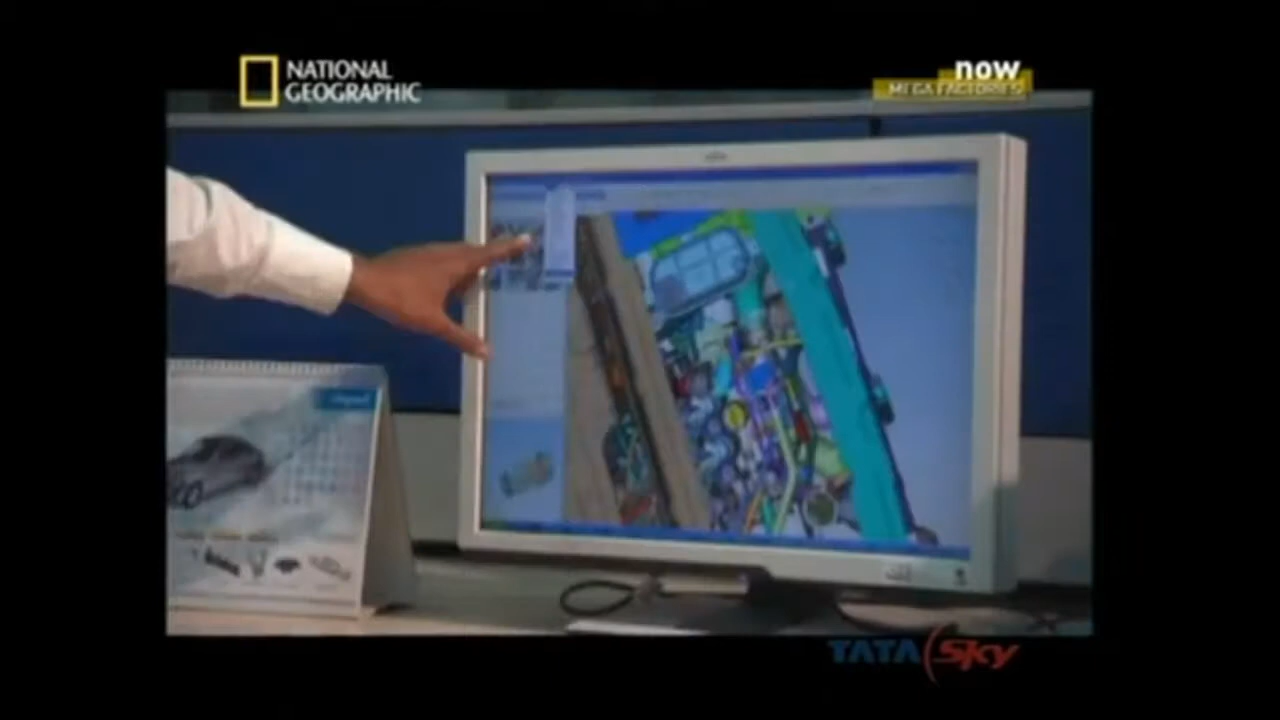 NATIONAL
GEOGRAPHIC
now
MEGA FACTORIES
TATA Sky